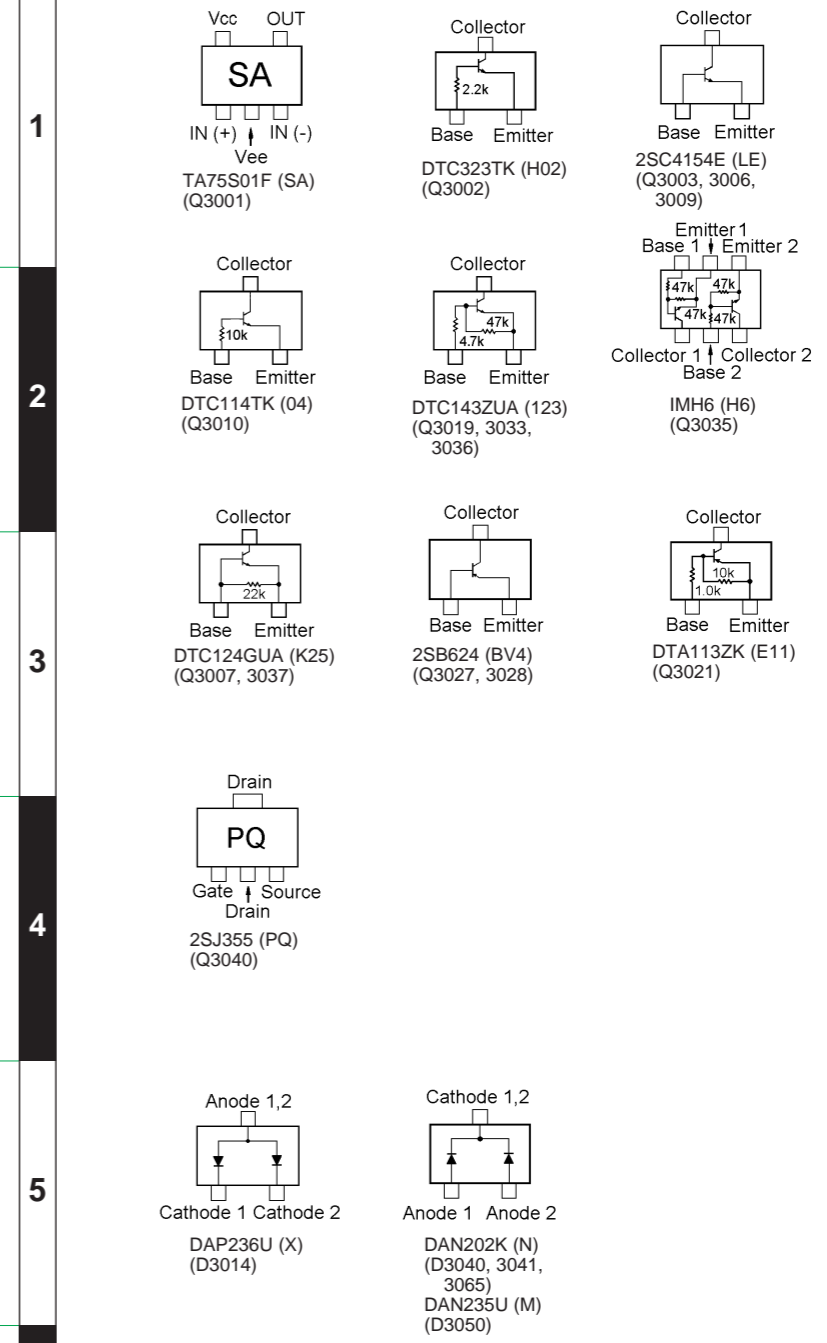 1
Vcc OUT
SA
IN (+) IN (-)
Vee
TA75S01F (SA)
(Q3001)
Collector
2.2k
Base Emitter
DTC323TK (H02)
(Q3002)
Collector
Base Emitter
2SC4154E (LE)
(Q3003, 3006,
3009)
2
Collector
10k
Base Emitter
DTC114TK (04)
(Q3010)
Collector
47k
4.7k
Base Emitter
DTC143ZUA (123)
(Q3019, 3033,
3036)
Emitter 1
Base 1 Emitter 2
47k 47k
47k 47k
Collector 1 Collector 2
Base 2
IMH6 (H6)
(Q3035)
3
Collector
22k
Base Emitter
DTC124GUA (K25)
(Q3007, 3037)
Collector
Base Emitter
2SB624 (BV4)
(Q3027, 3028)
Collector
10k
1.0k
Base Emitter
DTA113ZK (E11)
(Q3021)
4
Drain
PQ
Gate Source
Drain
2SJ355 (PQ)
(Q3040)
5
Anode 1,2
Cathode 1 Cathode 2
DAP236U (X)
(D3014)
Cathode 1,2
Anode 1 Anode 2
DAN202K (N)
(D3040, 3041,
3065)
DAN235U (M)
(D3050)